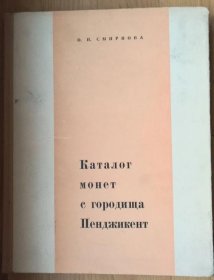 О. И. СМИРНОВА
Каталог
монет
с городища
Пенджикент